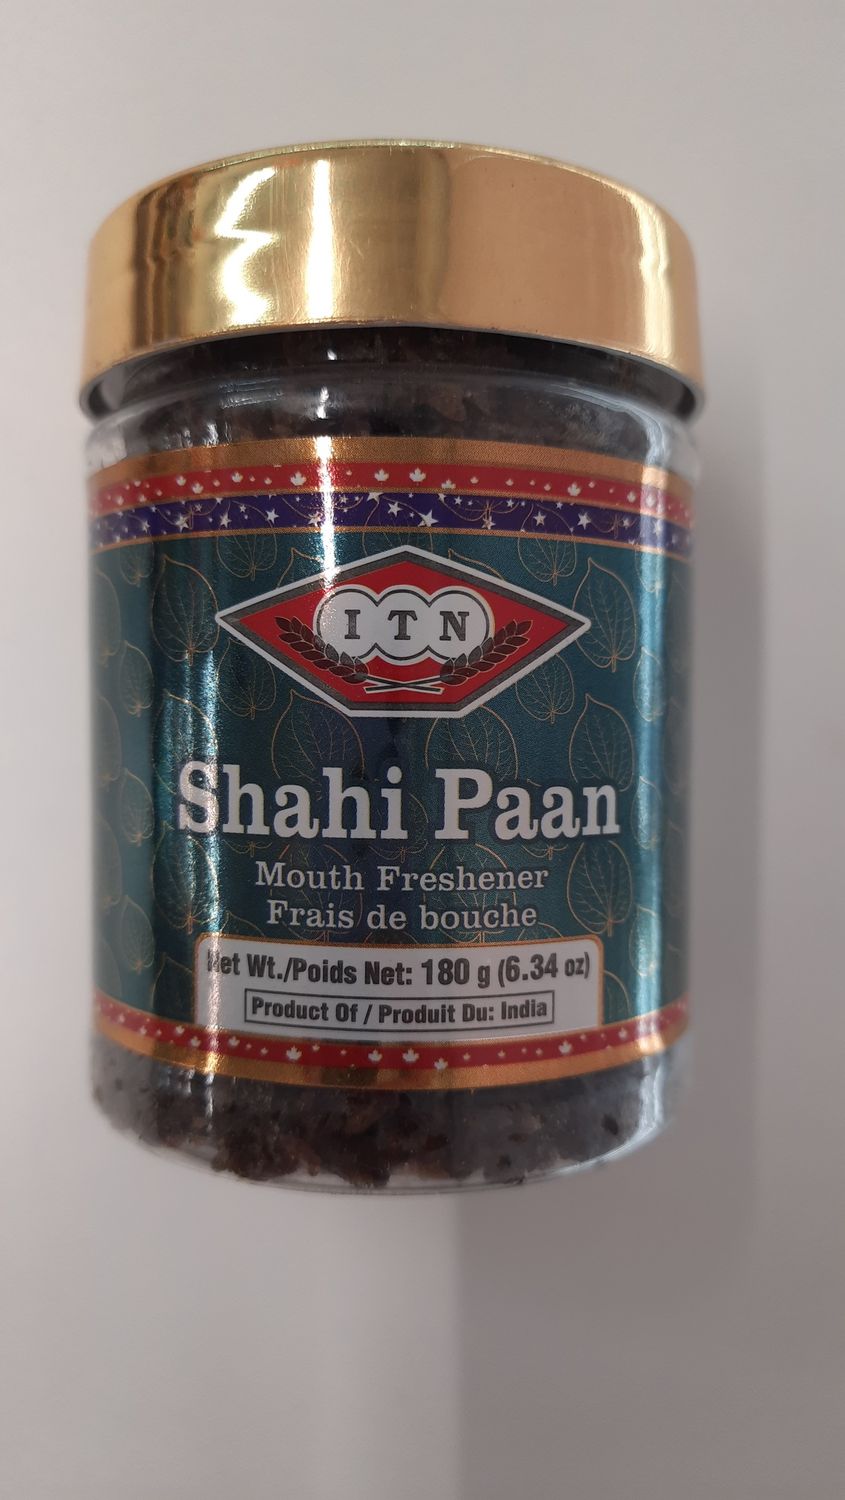 ITN
Shahi Paan
Mouth Freshener
Frais de bouche
Net Wt./Poids Net: 180 g (6.34 oz)
Product Of / Produit Du: India